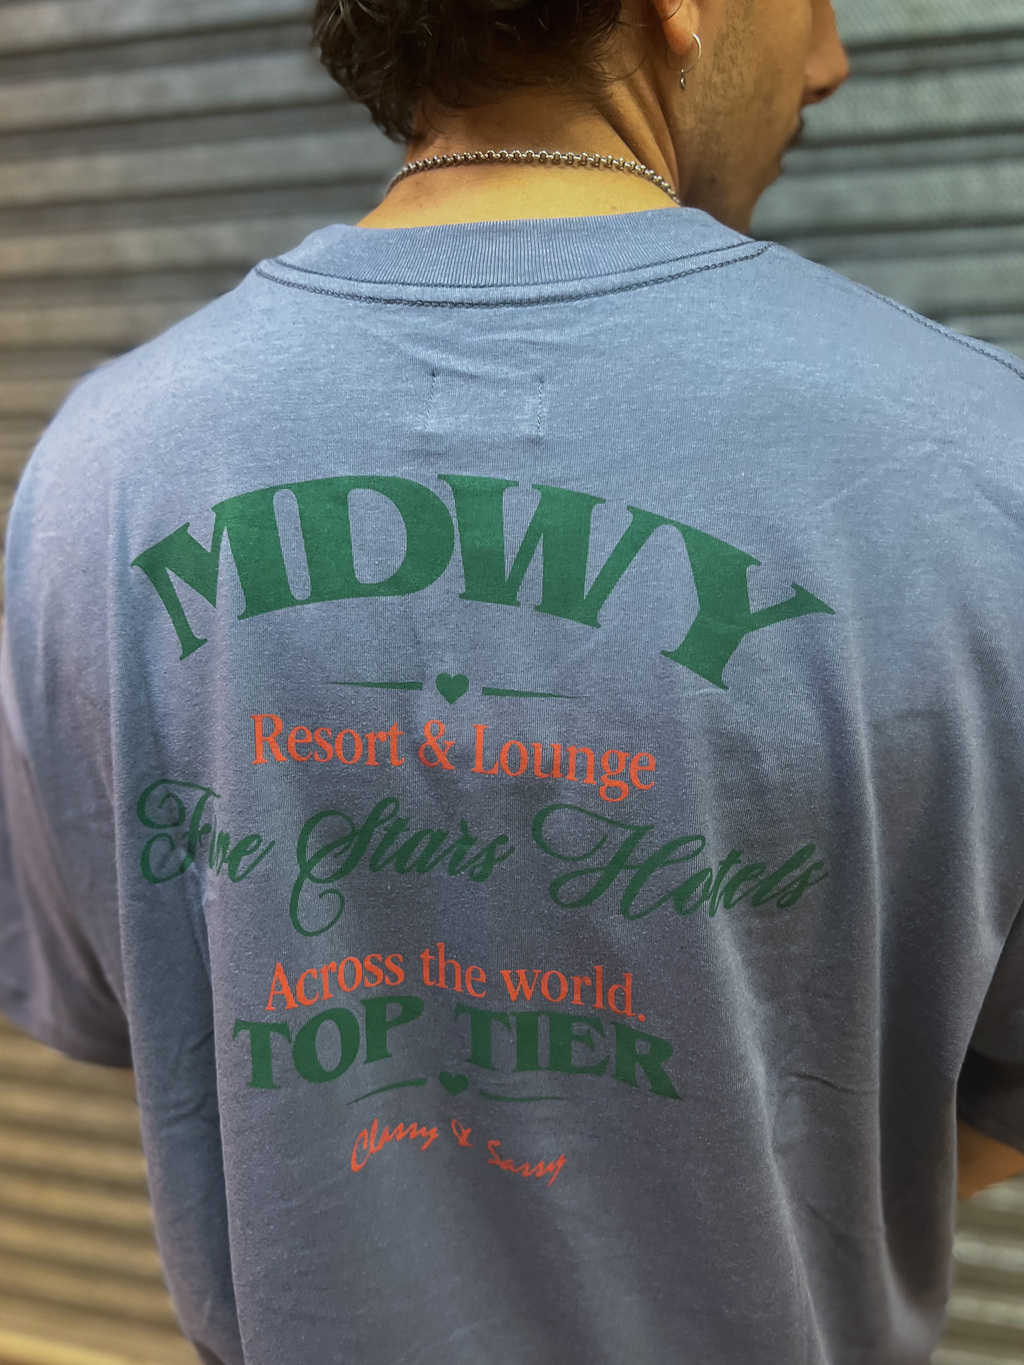 MDWY
Resort & Lounge
Five Stars Hotels
Across the world.
TOP TIER
Classy & Sassy